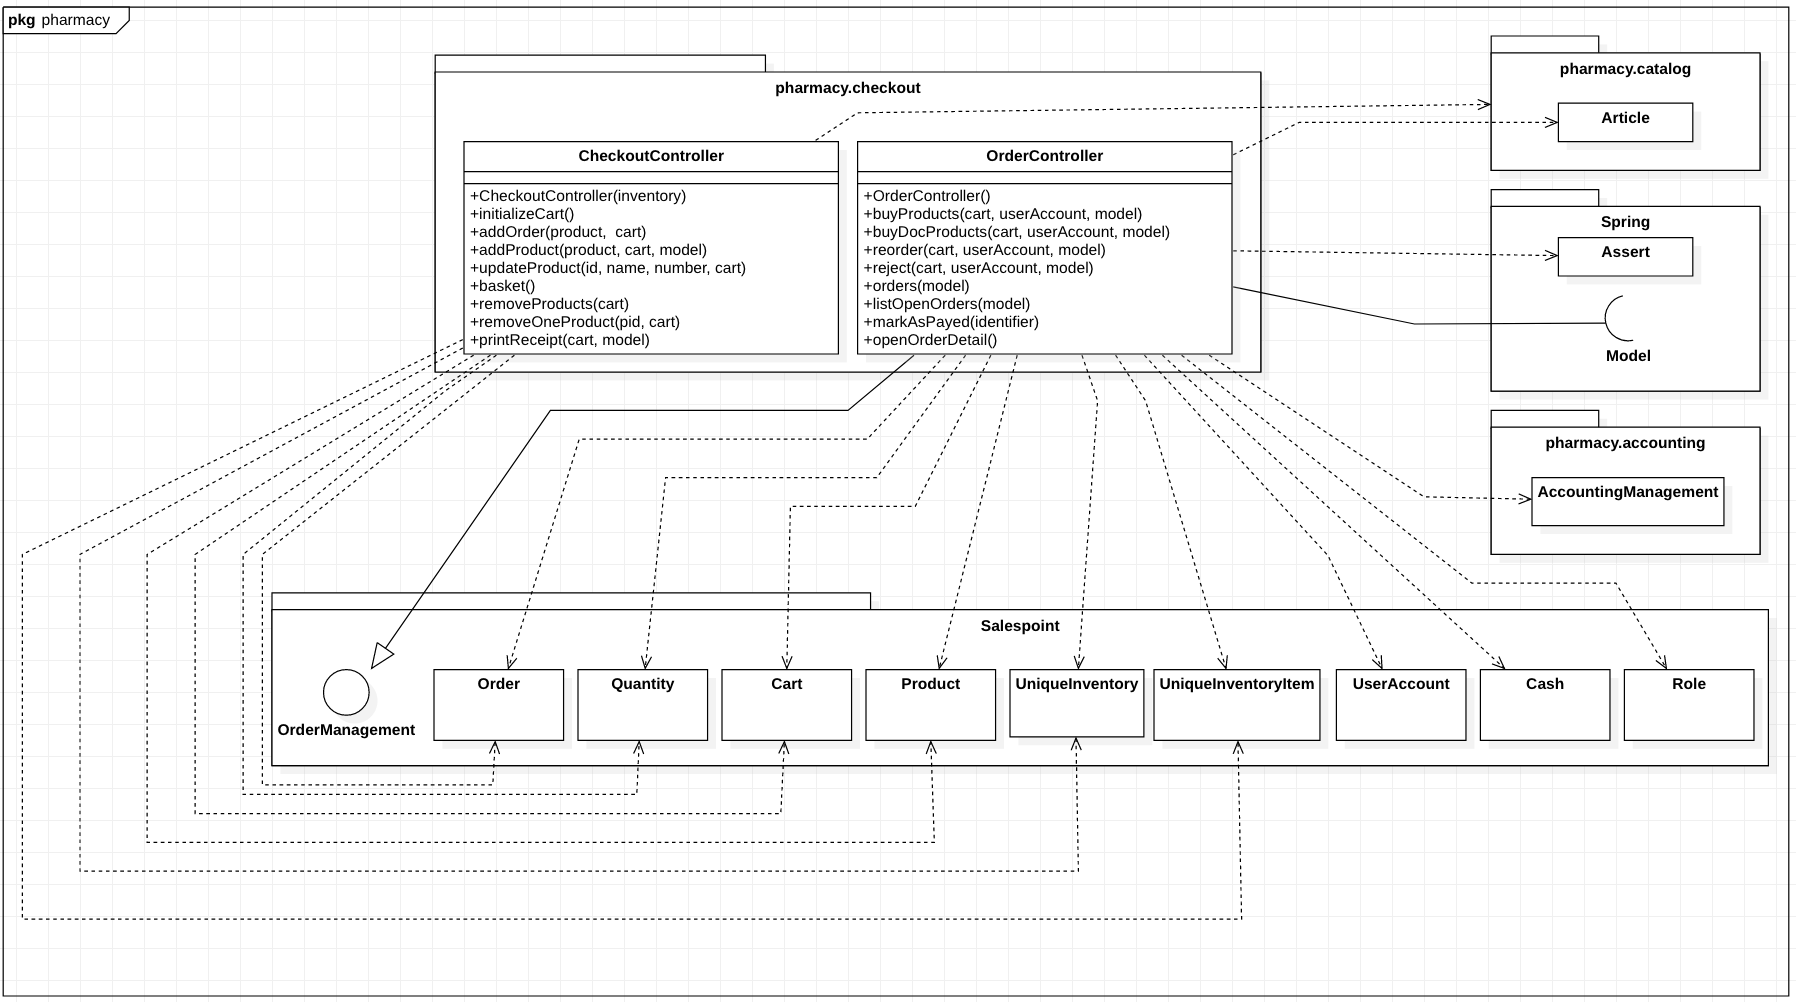 pkg pharmacy
pharmacy.checkout
CheckoutController
+CheckoutController(inventory)
+initializeCart()
+addOrder(product,  cart)
+addProduct(product, cart, model)
+updateProduct(id, name, number, cart)
+basket()
+removeProducts(cart)
+removeOneProduct(pid, cart)
+printReceipt(cart, model)
OrderController
+OrderController()
+buyProducts(cart, userAccount, model)
+buyDocProducts(cart, userAccount, model)
+reorder(cart, userAccount, model)
+reject(cart, userAccount, model)
+orders(model)
+listOpenOrders(model)
+markAsPayed(identifier)
+openOrderDetail()
pharmacy.catalog
Article
Spring
Assert
Model
pharmacy.accounting
AccountingManagement
Salespoint
OrderManagement
Order
Quantity
Cart
Product
UniqueInventory
UniqueInventoryItem
UserAccount
Cash
Role